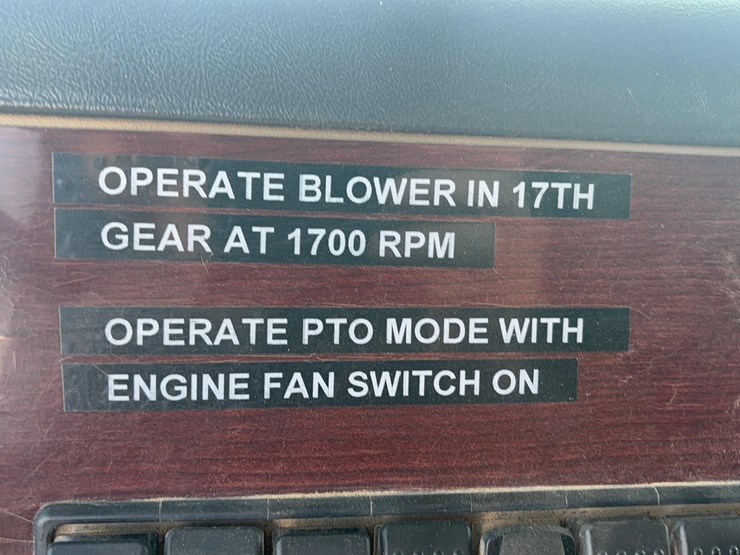 OPERATE BLOWER IN 17TH
GEAR AT 1700 RPM
OPERATE PTO MODE WITH
ENGINE FAN SWITCH ON